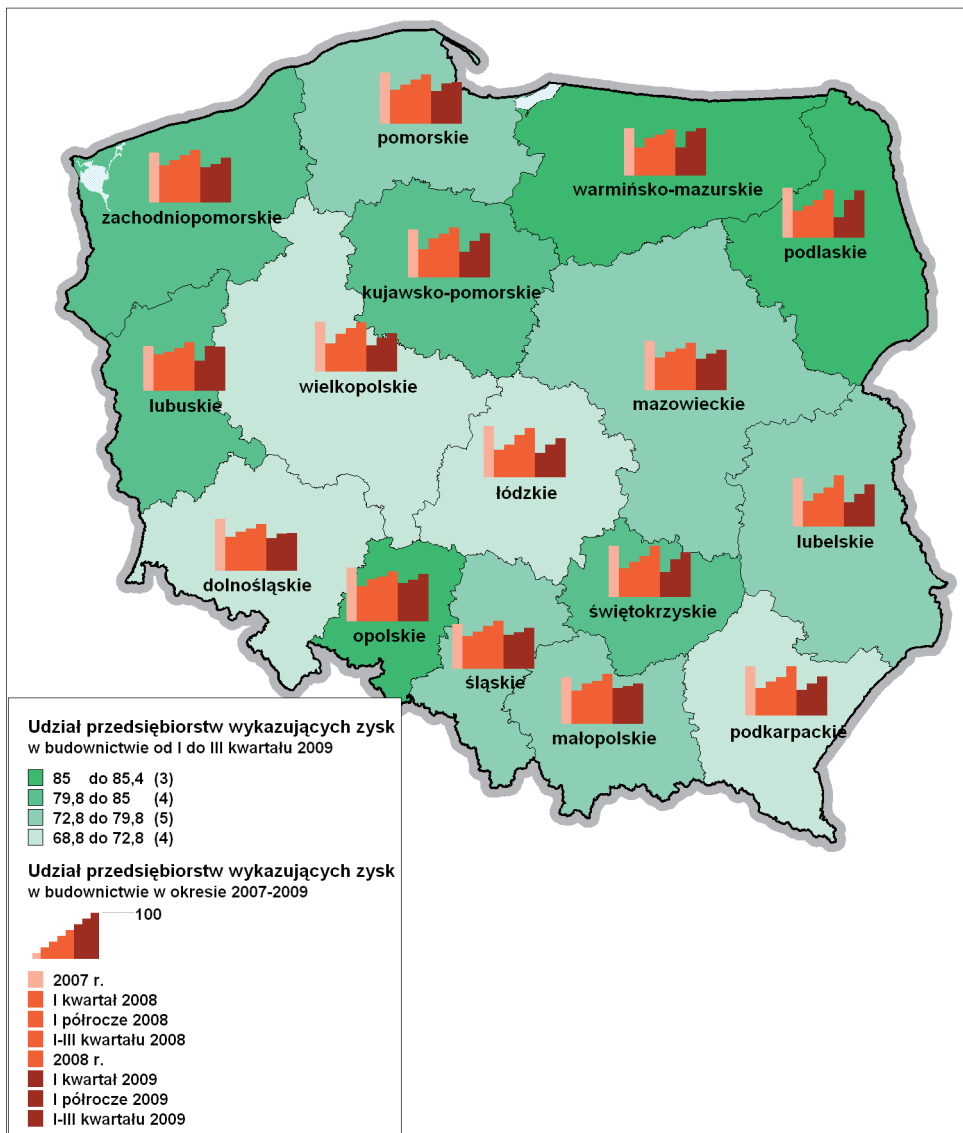 pomorskie
warmińsko-mazurskie
zachodniopomorskie
podlaskie
kujawsko-pomorskie
wielkopolskie
lubuskie
mazowieckie
łódzkie
lubelskie
dolnośląskie
świętokrzyskie
opolskie
śląskie
małopolskie
podkarpackie
Udział przedsiębiorstw wykazujących zysk
w budownictwie od I do III kwartału 2009
85 do 85,4 (3)
79,8 do 85 (4)
72,8 do 79,8 (5)
68,8 do 72,8 (4)
Udział przedsiębiorstw wykazujących zysk
w budownictwie w okresie 2007-2009
100
2007 r.
I kwartał 2008
I półrocze 2008
I-III kwartału 2008
2008 r.
I kwartał 2009
I półrocze 2009
I-III kwartału 2009